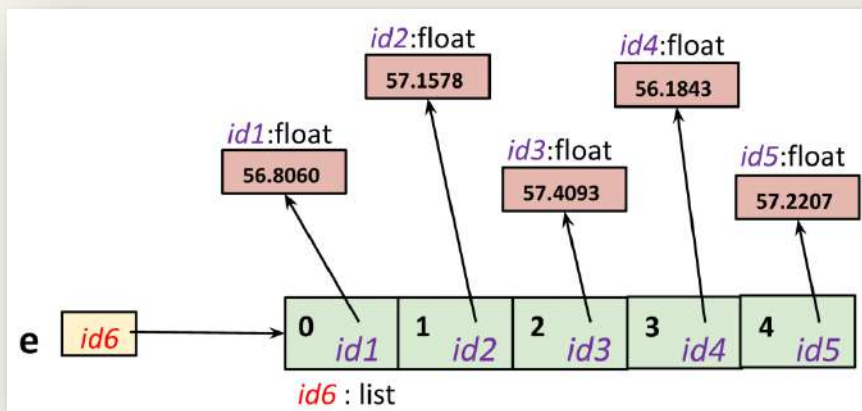 id2:float
57.1578
id4:float
56.1843
id1:float
56.8060
id3:float
57.4093
id5:float
57.2207
e id6
0 id1 1 id2 2 id3 3 id4 4 id5
id6 : list